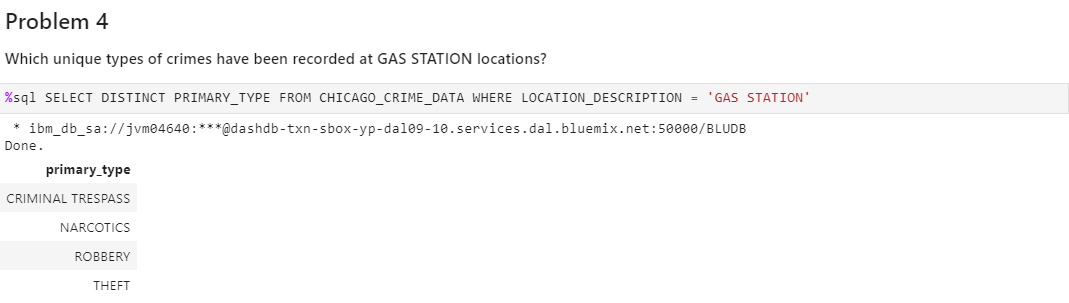 Problem 4
Which unique types of crimes have been recorded at GAS STATION locations?
%sql SELECT DISTINCT PRIMARY_TYPE FROM CHICAGO_CRIME_DATA WHERE LOCATION_DESCRIPTION = 'GAS STATION'
* ibm_db_sa://jvm04640:***@dashdb-txn-sbox-yp-dal09-10.services.dal.bluemix.net:50000/BLUDB
Done.
primary_type
CRIMINAL TRESPASS
NARCOTICS
ROBBERY
THEFT